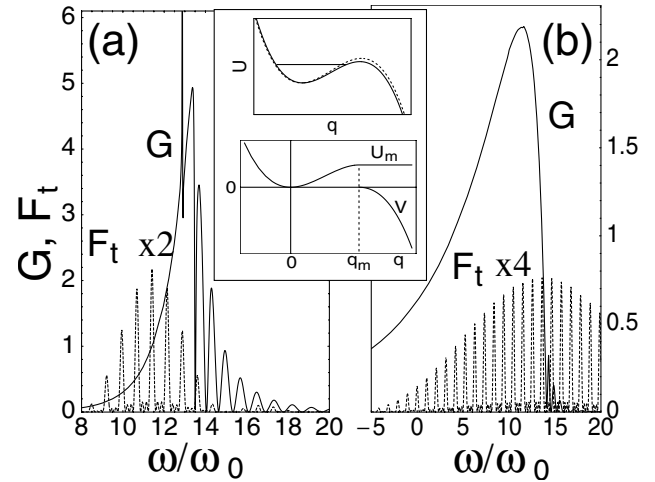 (a)
G, F_t
6
5
4
3
2
1
0
G
F_t x2
8 10 12 14 16 18 20
ω/ω_0
U
q
0
U_m
V
0
q_m
q
(b)
G
F_t x4
2
1.5
1
0.5
0
−5 0 5 10 15 20
ω/ω_0